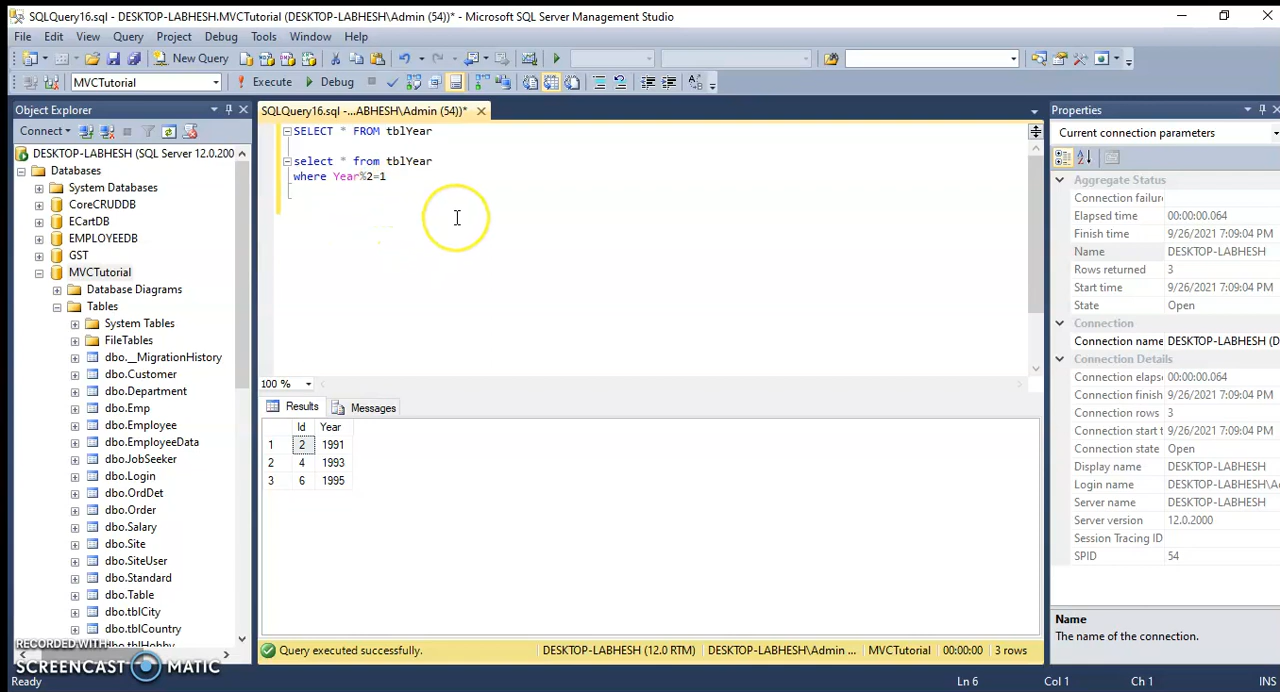 SQLQuery16.sql - DESKTOP-LABHESH.MVCTutorial (DESKTOP-LABHESH\Admin (54))* - Microsoft SQL Server Management Studio
File Edit View Query Project Debug Tools Window Help
New Query
MVCTutorial Execute Debug
Object Explorer
Connect
DESKTOP-LABHESH (SQL Server 12.0.200
Databases
System Databases
CoreCRUDDB
ECartDB
EMPLOYEEDB
GST
MVCTutorial
Database Diagrams
Tables
System Tables
FileTables
dbo.__MigrationHistory
dbo.Customer
dbo.Department
dbo.Emp
dbo.Employee
dbo.EmployeeData
dbo.JobSeeker
dbo.Login
dbo.OrdDet
dbo.Order
dbo.Salary
dbo.Site
dbo.SiteUser
dbo.Standard
dbo.Table
dbo.tblCity
dbo.tblCountry
dbo.tblHobby
RECORDED WITH
SCREENCAST MATIC
SQLQuery16.sql -...ABHESH\Admin (54))*
SELECT * FROM tblYear
select * from tblYear
where Year%2=1
100 %
Results Messages
Id Year
1 2 1991
2 4 1993
3 6 1995
Query executed successfully. DESKTOP-LABHESH (12.0 RTM) DESKTOP-LABHESH\Admin ... MVCTutorial 00:00:00 3 rows
Properties
Current connection parameters
Aggregate Status
Connection failure
Elapsed time 00:00:00.064
Finish time 9/26/2021 7:09:04 PM
Name DESKTOP-LABHESH
Rows returned 3
Start time 9/26/2021 7:09:04 PM
State Open
Connection
Connection name DESKTOP-LABHESH (D
Connection Details
Connection elaps 00:00:00.064
Connection finish 9/26/2021 7:09:04 PM
Connection rows 3
Connection start t 9/26/2021 7:09:04 PM
Connection state Open
Display name DESKTOP-LABHESH
Login name DESKTOP-LABHESH\A
Server name DESKTOP-LABHESH
Server version 12.0.2000
Session Tracing ID
SPID 54
Name
The name of the connection.
Ready Ln 6 Col 1 Ch 1 INS